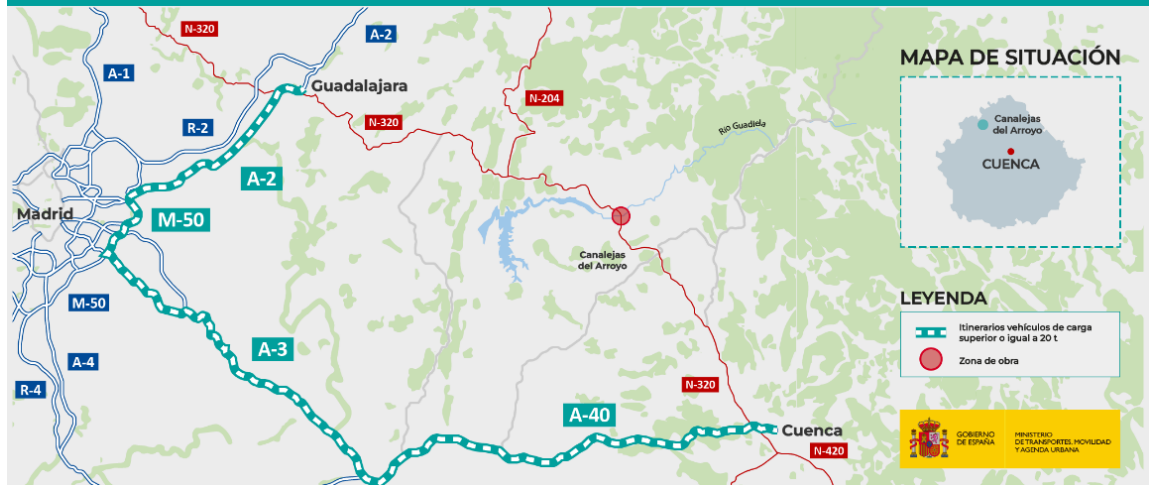 N-320
A-2
A-1
MAPA DE SITUACIÓN
Guadalajara
N-204
Canalejas
del Arroyo
R-2
N-320
Río Guadiela
A-2
CUENCA
Madrid
M-50
Canalejas
del Arroyo
M-50
LEYENDA
Itinerarios vehículos de carga
superior o igual a 20 t
A-3
Zona de obra
A-4
R-4
N-320
A-40
Cuenca
N-420
GOBIERNO
DE ESPAÑA
MINISTERIO
DE TRANSPORTES, MOVILIDAD
Y AGENDA URBANA